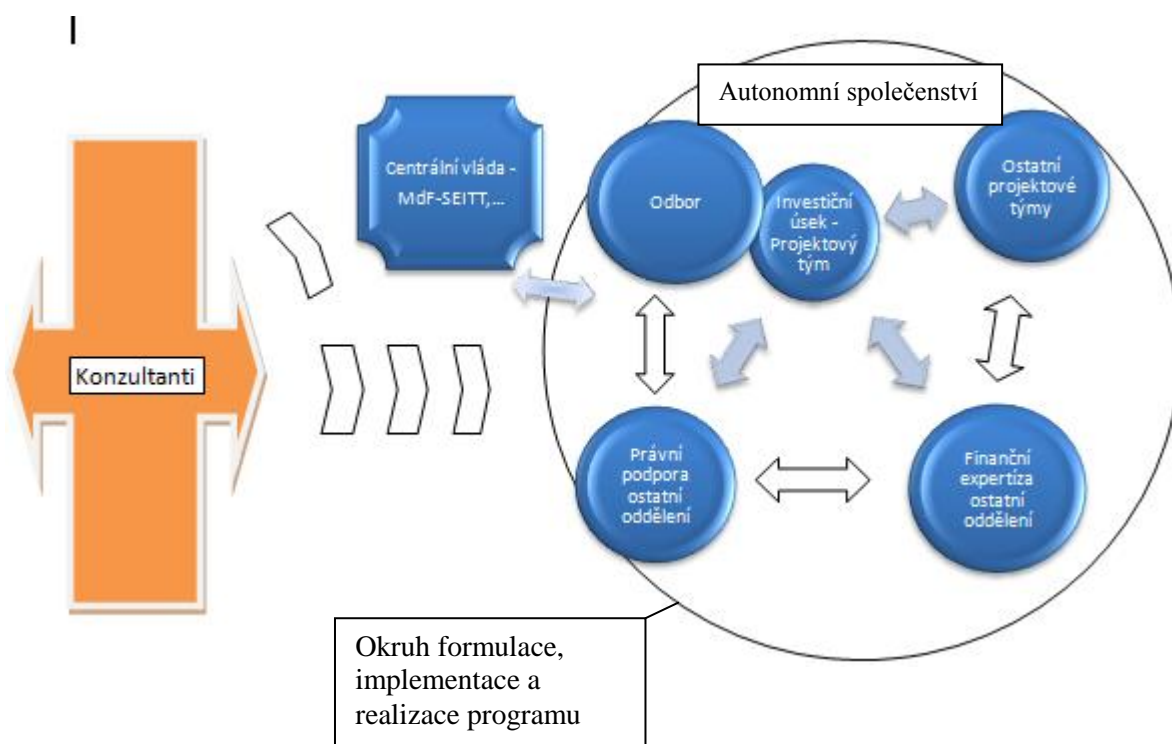 Autonomní společenství
Centrální vláda -
MdF-SEITT,...
Odbor
Investiční
úsek -
Projektový
tým
Ostatní
projektové
týmy
Konzultanti
Právní
podpora
ostatní
oddělení
Finanční
expertíza
ostatní
oddělení
Okruh formulace,
implementace a
realizace programu